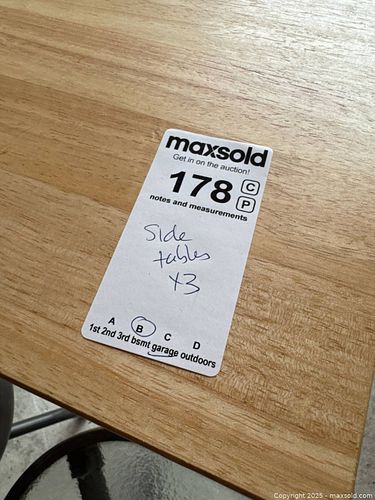 maxsold
Get in on the auction!
178 C
P
notes and measurements
Side
tables
x3
A B C D
1st 2nd 3rd bsmt garage outdoors
Copyright 2025 - maxsold.com